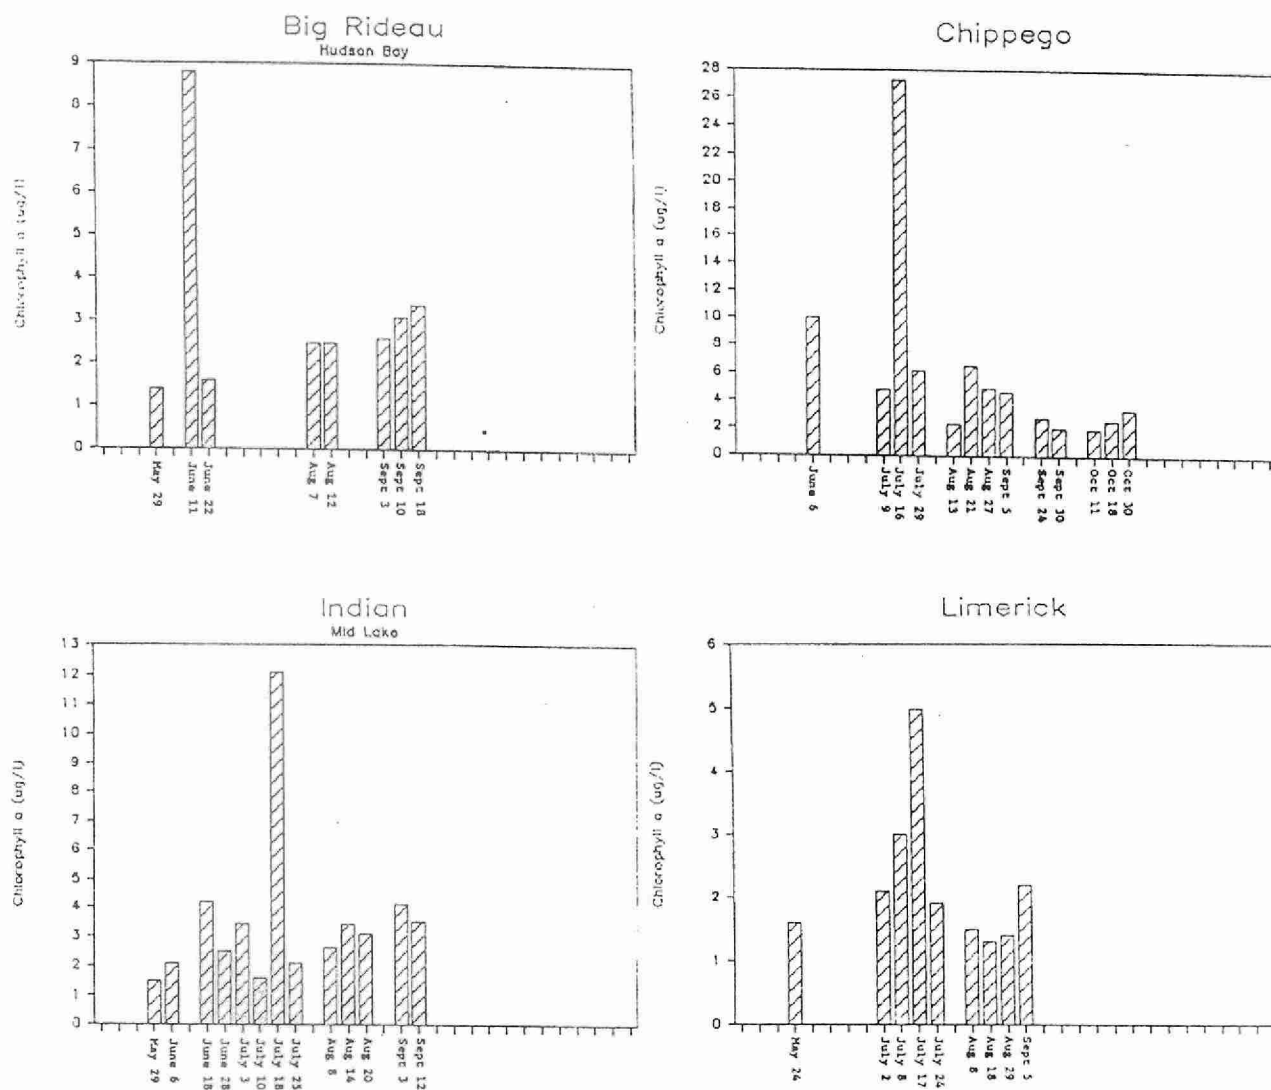 Big Rideau
Hudson Bay
Chlorophyll a (ug/l)
9
8
7
6
5
4
3
2
1
0
May 29
June 11
June 22
Aug 7
Aug 12
Sept 3
Sept 10
Sept 18
Chippego
Chlorophyll a (ug/l)
28
26
24
22
20
18
16
14
12
10
8
6
4
2
0
June 6
July 9
July 16
July 29
Aug 13
Aug 21
Aug 27
Sept 5
Sept 24
Sept 30
Oct 11
Oct 18
Oct 30
Indian
Mid Lake
Chlorophyll a (ug/l)
13
12
11
10
9
8
7
6
5
4
3
2
1
0
May 29
June 6
June 18
June 28
July 3
July 10
July 18
July 25
Aug 8
Aug 14
Aug 20
Sept 3
Sept 12
Limerick
Chlorophyll a (ug/l)
6
5
4
3
2
1
0
May 24
July 2
July 8
July 17
July 24
Aug 8
Aug 18
Aug 29
Sept 5